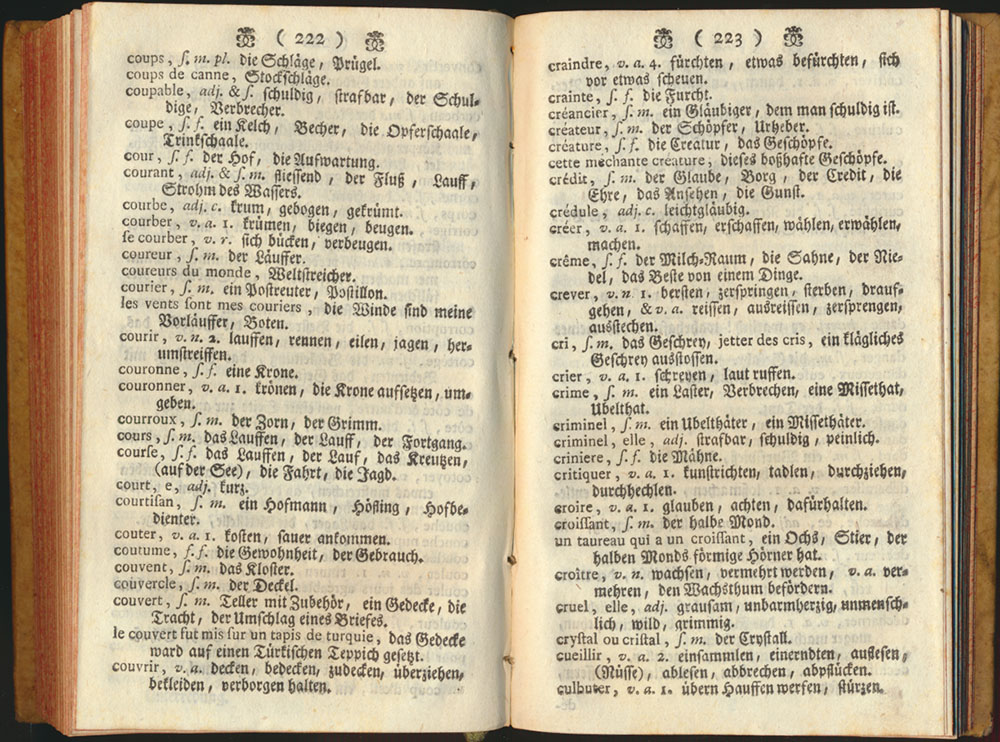 ( 222 )
coups, ſ. m. pl. die Schläge, Prügel.
coups de canne, Stockſchläge.
coupable, adj. & ſ. ſchuldig, ſtrafbar, der Schul-
dige, Verbrecher.
coupe, ſ. f. ein Kelch, Becher, die Opferſchaale,
Trinkſchaale.
cour, ſ. f. der Hof, die Aufwartung.
courant, adj. & ſ. m. flieſſend, der Fluß, Lauff,
Strohm des Waſſers.
courbe, adj. c. krum, gebogen, gekrümt.
courber, v. a. 1. krümen, biegen, beugen.
ſe courber, v. r. ſich bücken, verbeugen.
coureur, ſ. m. der Läuffer.
coureurs du monde, Weltſtreicher.
courier, ſ. m. ein Poſtreuter, Poſtillon.
les vents ſont mes couriers, die Winde ſind meine
Vorläuffer, Boten.
courir, v. n. 2. lauffen, rennen, eilen, jagen, her-
umſtreiffen.
couronne, ſ. f. eine Krone.
couronner, v. a. 1. krönen, die Krone aufſetzen, um-
geben.
courroux, ſ. m. der Zorn, der Grimm.
cours, ſ. m. das Lauffen, der Lauff, der Fortgang.
courſe, ſ. f. das Lauffen, der Lauf, das Kreutzen,
(auf der See), die Fahrt, die Jagd.
court, e, adj. kurz.
courtiſan, ſ. m. ein Hofmann, Höfling, Hofbe-
dienter.
couter, v. a. 1. koſten, ſauer ankommen.
coutume, ſ. f. die Gewohnheit, der Gebrauch.
couvent, ſ. m. das Kloſter.
couvercle, ſ. m. der Deckel.
couvert, ſ. m. Teller mit Zubehör, ein Gedecke, die
Tracht, der Umſchlag eines Briefes.
le couvert fut mis ſur un tapis de turquie, das Gedecke
ward auf einen Türkiſchen Teppich geſetzt.
couvrir, v. a. decken, bedecken, zudecken, überziehen,
bekleiden, verborgen halten.
( 223 )
craindre, v. a. 4. fürchten, etwas befürchten, ſich
vor etwas ſcheuen.
crainte, ſ. f. die Furcht.
créancier, ſ. m. ein Gläubiger, dem man ſchuldig iſt.
créateur, ſ. m. der Schöpfer, Urheber.
créature, ſ. f. die Creatur, das Geſchöpfe.
cette méchante créature, dieſes boßhafte Geſchöpfe.
crédit, ſ. m. der Glaube, Borg, der Credit, die
Ehre, das Anſehen, die Gunſt.
crédule, adj. c. leichtgläubig.
créer, v. a. 1. ſchaffen, erſchaffen, wählen, erwählen,
machen.
crême, ſ. f. der Milch-Raum, die Sahne, der Nie-
del, das Beſte von einem Dinge.
crever, v. n. 1. berſten, zerſpringen, ſterben, drauf-
gehen, & v. a. reiſſen, ausreiſſen, zerſprengen,
ausſtechen.
cri, ſ. m. das Geſchrey, jetter des cris, ein klägliches
Geſchrey ausſtoſſen.
crier, v. a. 1. ſchreyen, laut ruffen.
crime, ſ. m. ein Laſter, Verbrechen, eine Miſſethat,
Ubelthat.
criminel, ſ. m. ein Ubelthäter, ein Miſſethäter.
criminel, elle, adj. ſtrafbar, ſchuldig, peinlich.
criniere, ſ. f. die Mähne.
critiquer, v. a. 1. kunſtrichten, tadlen, durchziehen,
durchhechlen.
croire, v. a. 1. glauben, achten, dafürhalten.
croiſſant, ſ. m. der halbe Mond.
un taureau qui a un croiſſant, ein Ochs, Stier, der
halben Monds förmige Hörner hat.
croître, v. n. wachſen, vermehrt werden, v. a. ver-
mehren, den Wachsthum befördern.
cruel, elle, adj. grauſam, unbarmherzig, unmenſch-
lich, wild, grimmig.
cryſtal ou criſtal, ſ. m. der Cryſtall.
cueillir, v. a. 2. einſammlen, einerndten, aufleſen,
(Nüſſe), ableſen, abbrechen, abpflücken.
culbuter, v. a. 1. übern Hauffen werfen, ſtürzen.